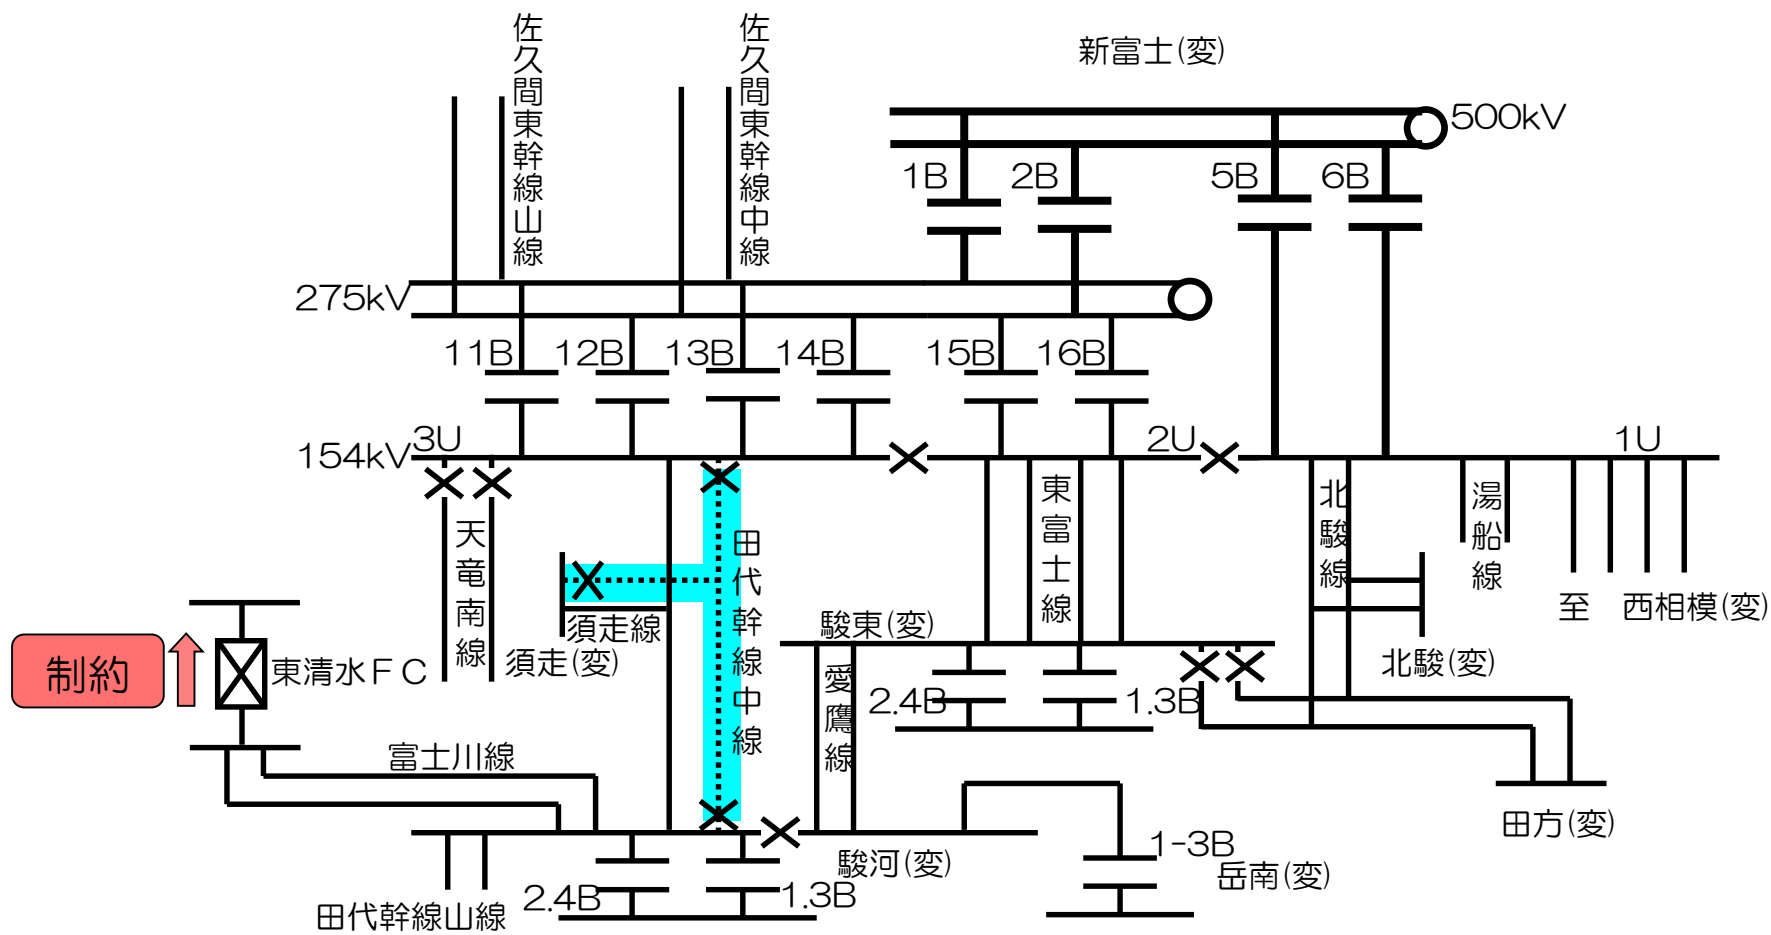 佐久間東幹線山線
佐久間東幹線中線
新富士(変)
500kV
1B
2B
5B
6B
275kV
11B
12B
13B
14B
15B
16B
154kV
3U
2U
1U
天竜南線
田代幹線中線
東富士線
北駿線
湯船線
至 西相模(変)
須走線
須走(変)
駿東(変)
北駿(変)
制約
東清水FC
愛鷹線
2.4B
1.3B
富士川線
田方(変)
駿河(変)
1-3B
岳南(変)
2.4B
1.3B
田代幹線山線